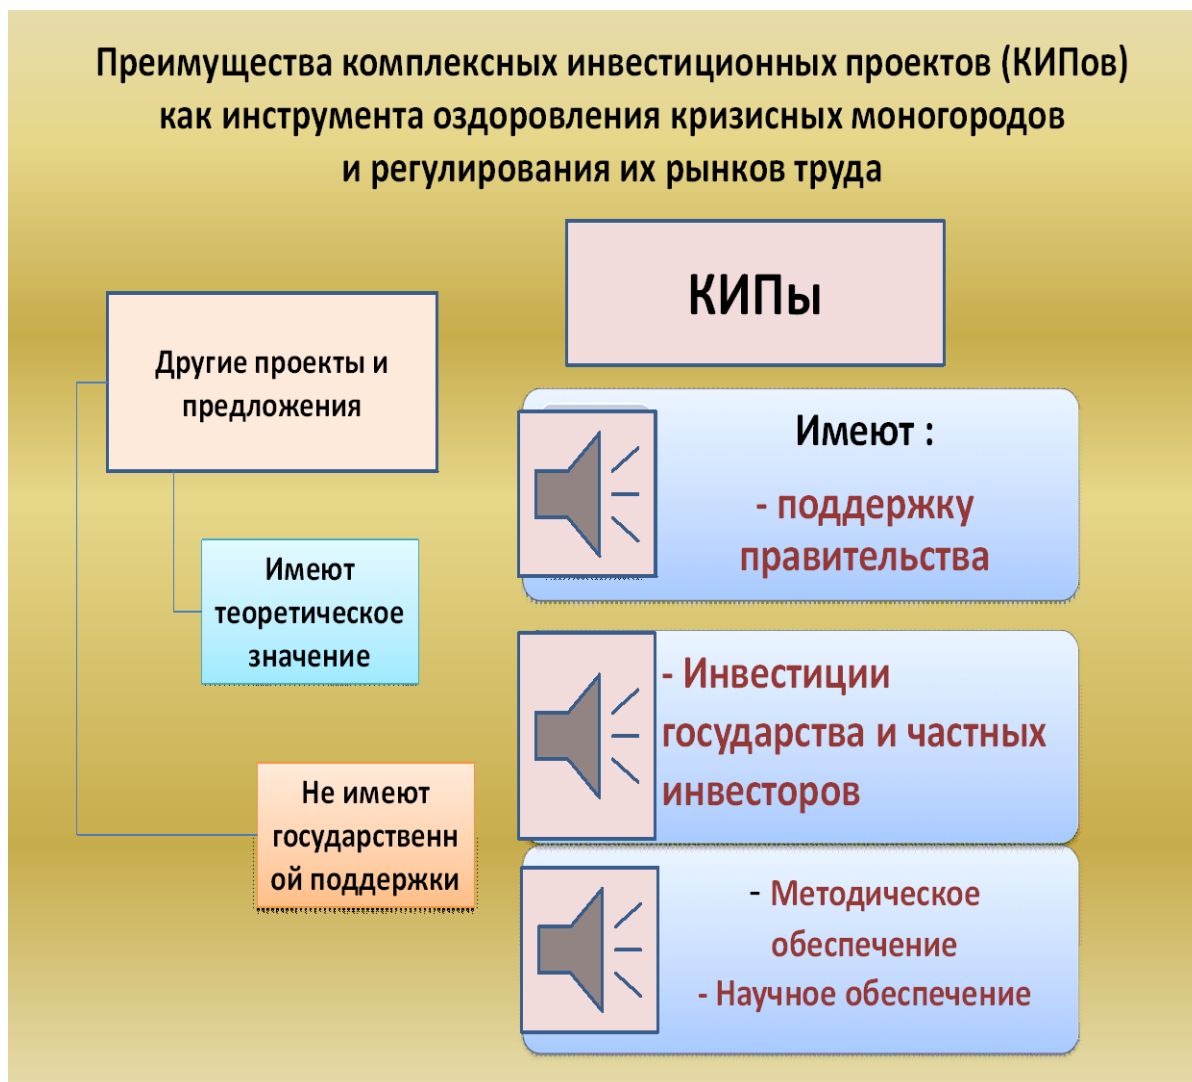 Преимущества комплексных инвестиционных проектов (КИПов)
как инструмента оздоровления кризисных моногородов
и регулирования их рынков труда
КИПы
Другие проекты и
предложения
Имеют
теоретическое
значение
Не имеют
государственн
ой поддержки
Имеют :
- поддержку
правительства
- Инвестиции
государства и частных
инвесторов
- Методическое
обеспечение
- Научное обеспечение